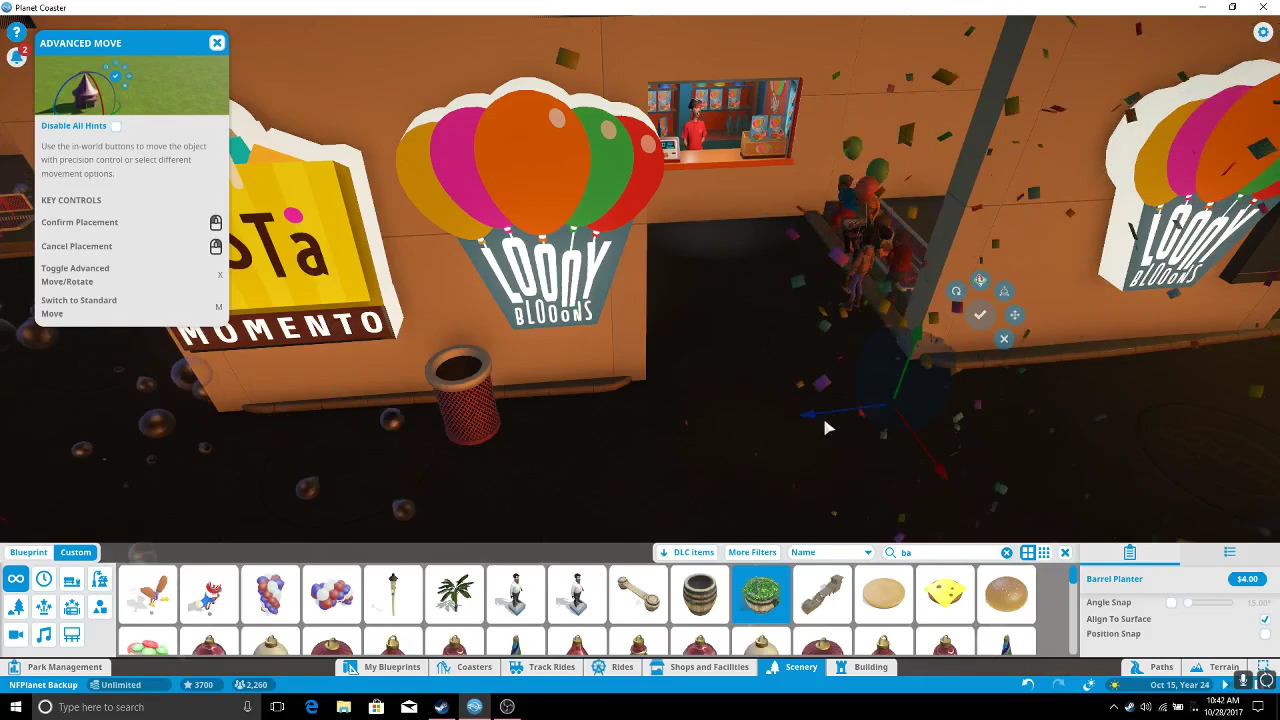 Planet Coaster
ADVANCED MOVE
2
Disable All Hints
Use the in-world buttons to move the object
with precision control or select different
movement options.
KEY CONTROLS
Confirm Placement
Cancel Placement
Toggle Advanced
Move/Rotate X
Switch to Standard
Move M
MOMENTO
LOONY
BLOOONS
LOONY
BLOOONS
Blueprint Custom DLC items More Filters Name ba
Barrel Planter $4.00
Angle Snap 15.00°
Align To Surface
Position Snap
Park Management My Blueprints Coasters Track Rides Rides Shops and Facilities Scenery Building Paths Terrain
NFPlanet Backup Unlimited 3700 2,260 Oct 15, Year 24
Type here to search
10:42 AM
10/28/2017